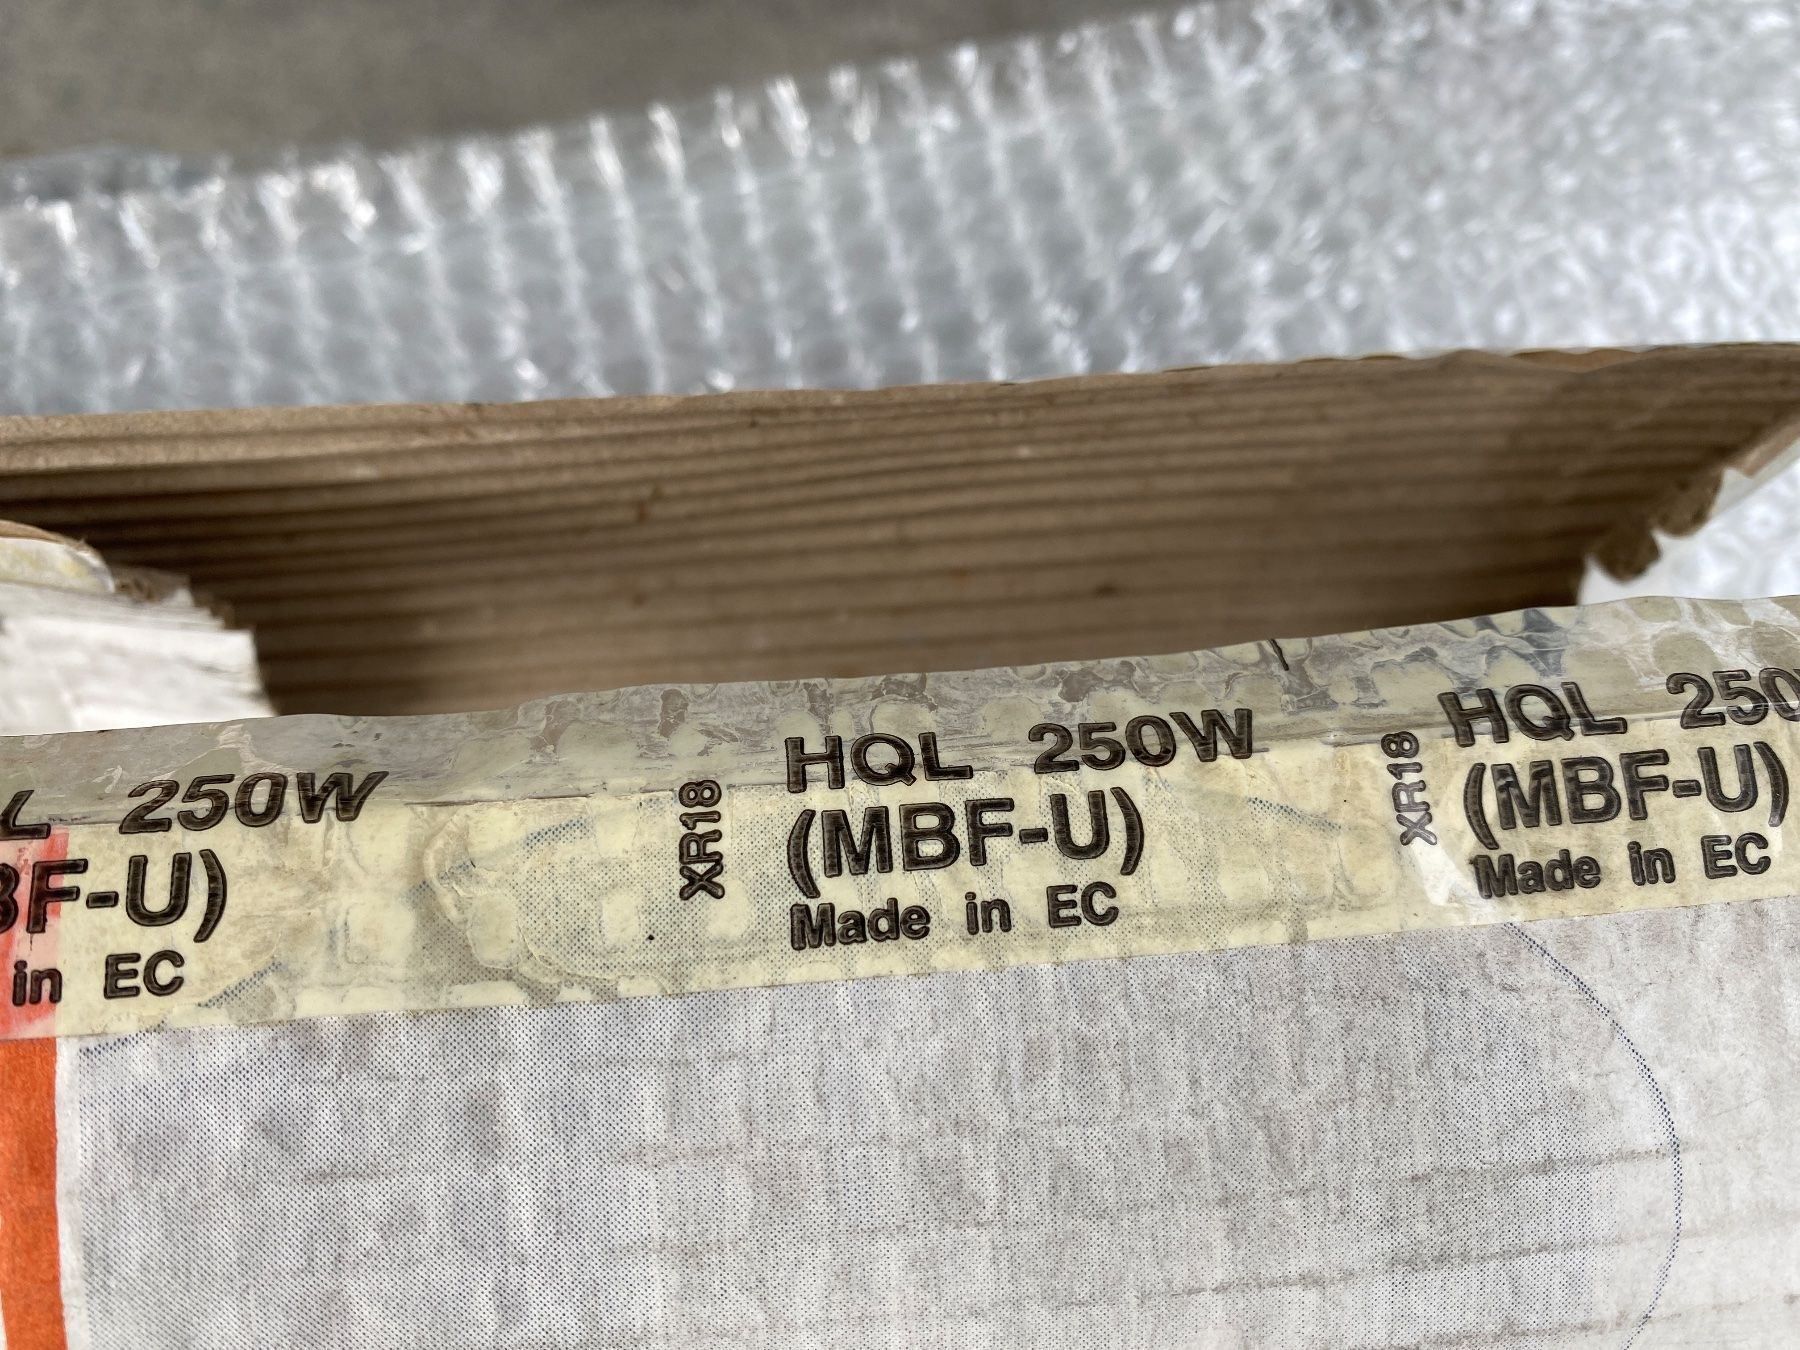 L 250W
BF-U)
in EC
XR18
HQL 250W
(MBF-U)
Made in EC
XR18
HQL 250
(MBF-U)
Made in EC